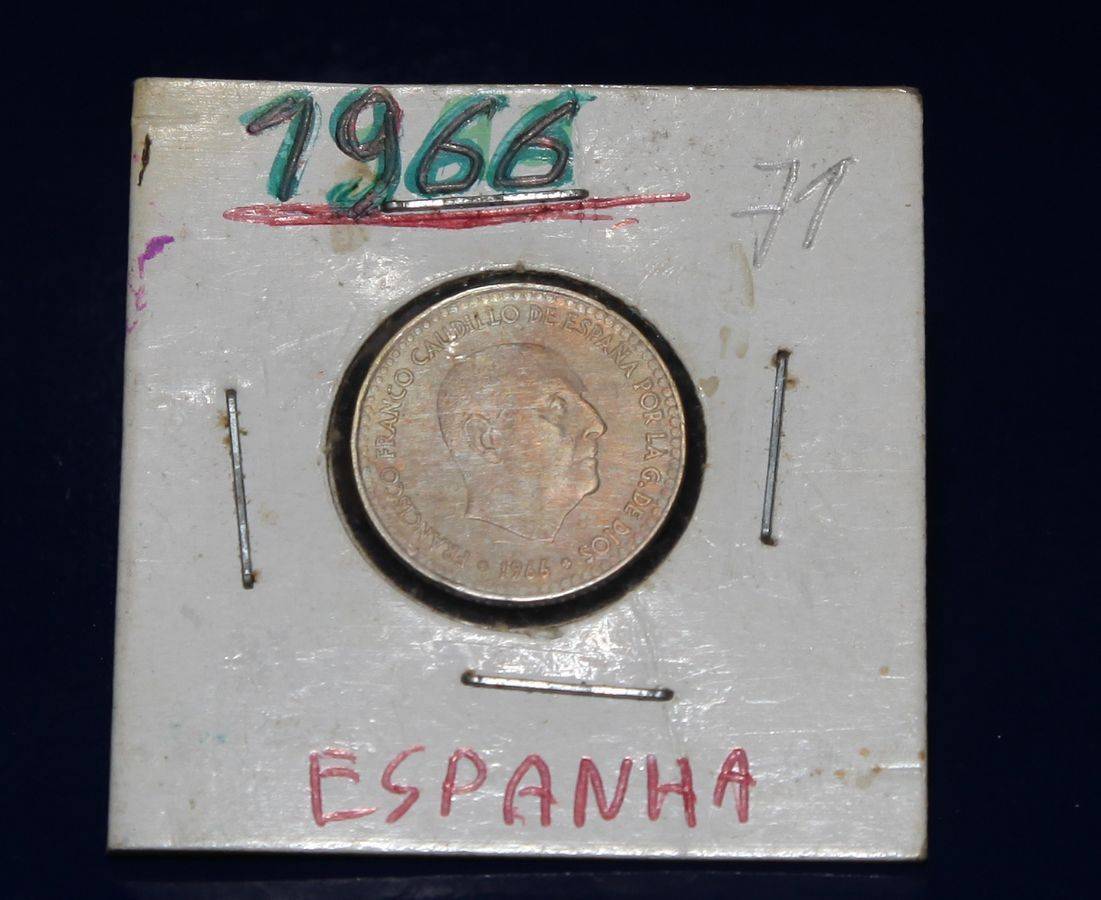 1966
71
FRANCISCO FRANCO CAUDILLO DE ESPAÑA POR LA G. DE DIOS
1966
ESPANHA